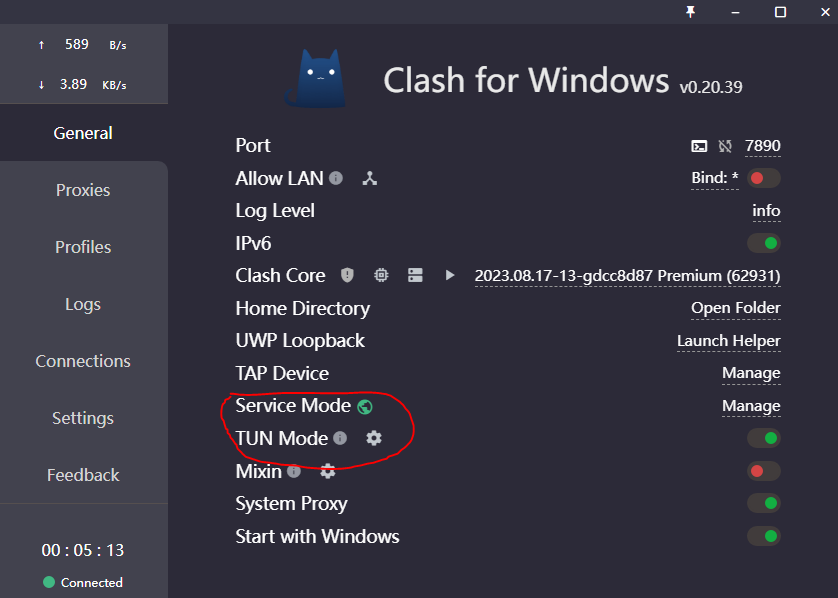 ↑ 589 B/s
↓ 3.89 KB/s
General
Proxies
Profiles
Logs
Connections
Settings
Feedback
00 : 05 : 13
Connected
Clash for Windows v0.20.39
Port 7890
Allow LAN Bind: *
Log Level info
IPv6
Clash Core 2023.08.17-13-gdcc8d87 Premium (62931)
Home Directory Open Folder
UWP Loopback Launch Helper
TAP Device Manage
Service Mode Manage
TUN Mode
Mixin
System Proxy
Start with Windows